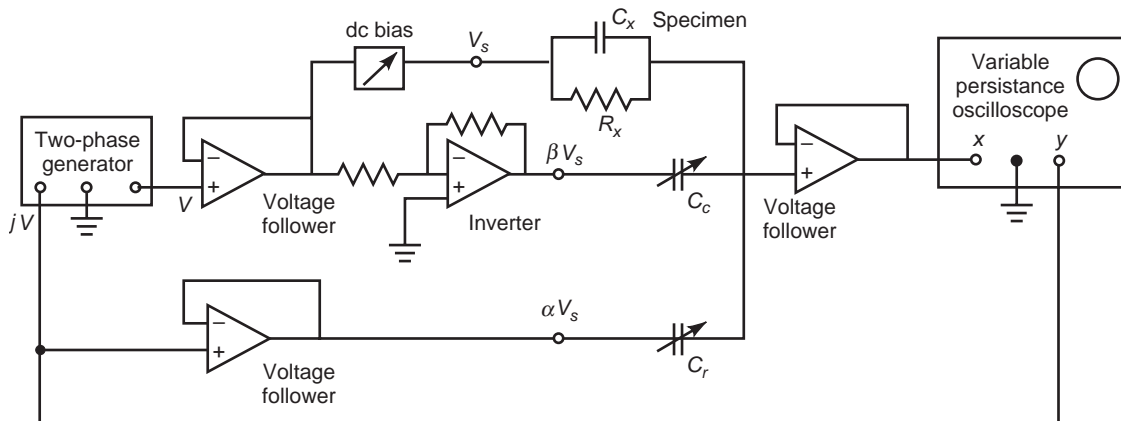 dc bias
V_s
C_x
Specimen
R_x
Variable
persistance
oscilloscope
x
y
Two-phase
generator
V
jV
−
+
Voltage
follower
−
+
Inverter
βV_s
C_c
−
+
Voltage
follower
−
+
Voltage
follower
αV_s
C_r